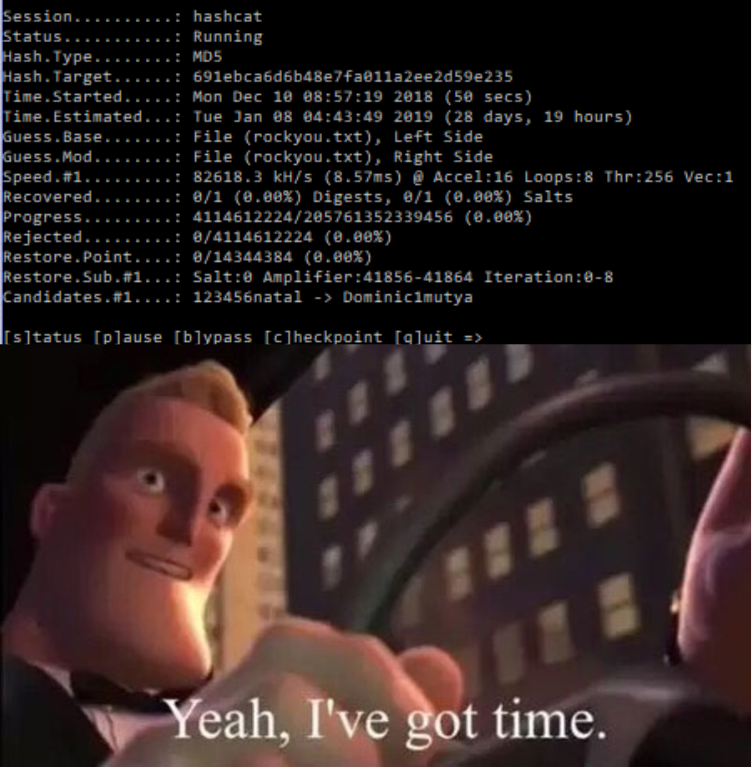 Session..........: hashcat
Status...........: Running
Hash.Type........: MD5
Hash.Target......: 691ebca6d6b48e7fa011a2ee2d59e235
Time.Started.....: Mon Dec 10 08:57:19 2018 (50 secs)
Time.Estimated...: Tue Jan 08 04:43:49 2019 (28 days, 19 hours)
Guess.Base.......: File (rockyou.txt), Left Side
Guess.Mod........: File (rockyou.txt), Right Side
Speed.#1.........: 82618.3 kH/s (8.57ms) @ Accel:16 Loops:8 Thr:256 Vec:1
Recovered........: 0/1 (0.00%) Digests, 0/1 (0.00%) Salts
Progress.........: 4114612224/205761352339456 (0.00%)
Rejected.........: 0/4114612224 (0.00%)
Restore.Point....: 0/14344384 (0.00%)
Restore.Sub.#1...: Salt:0 Amplifier:41856-41864 Iteration:0-8
Candidates.#1....: 123456natal -> Dominic1mutya
[s]tatus [p]ause [b]ypass [c]heckpoint [q]uit =>
Yeah, I've got time.